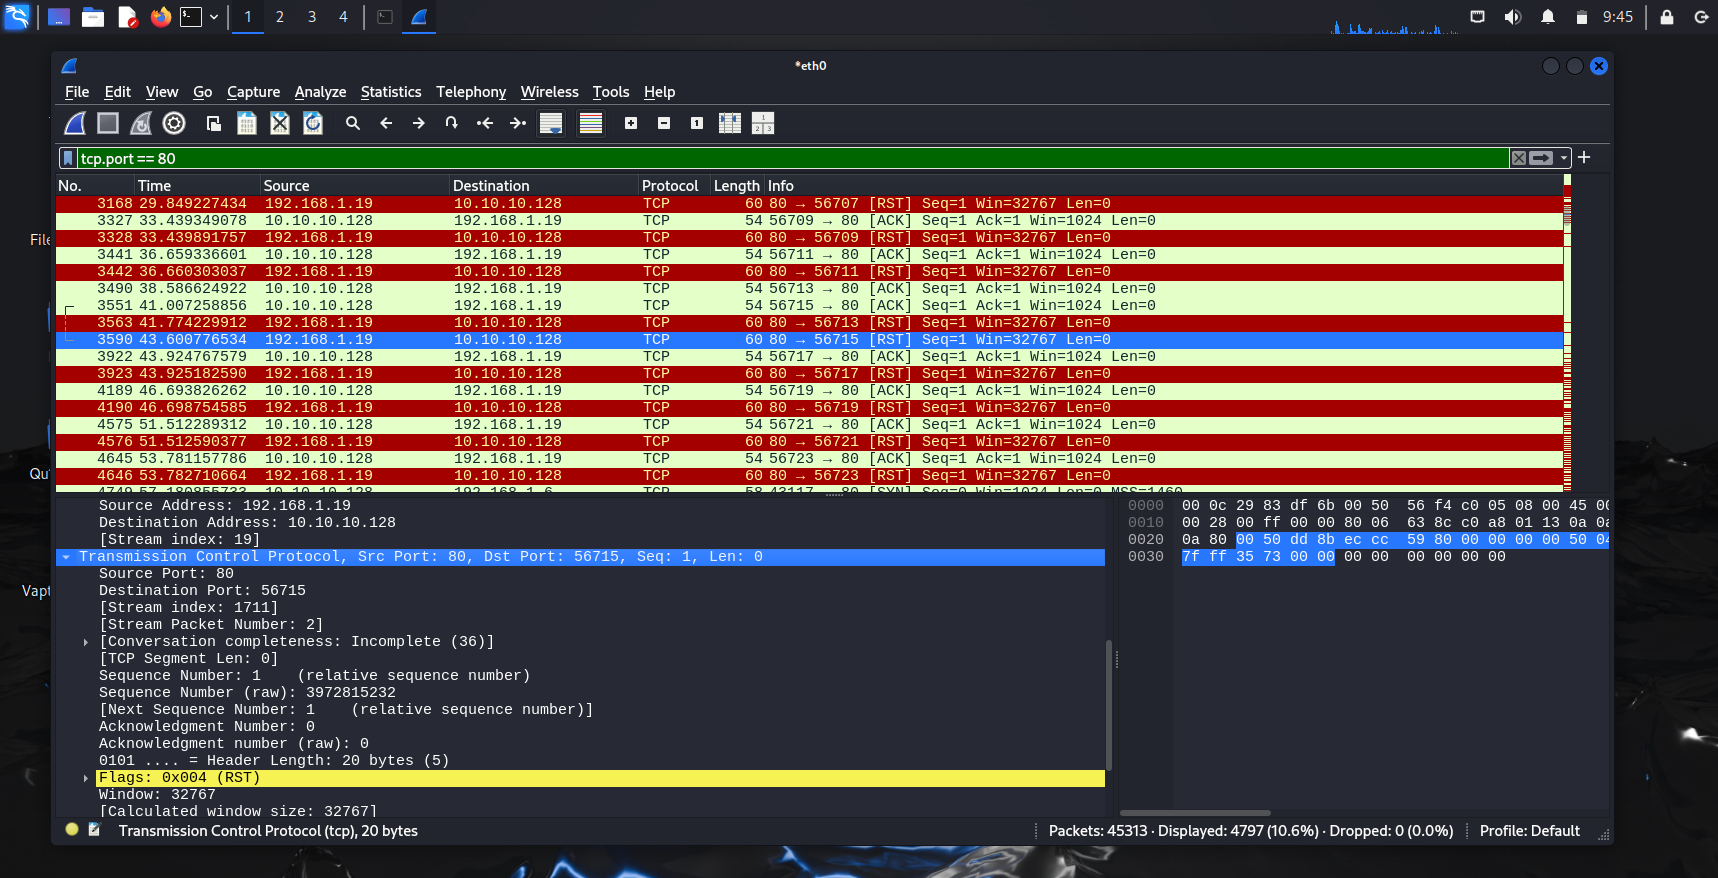 1 2 3 4 9:45
*eth0
File Edit View Go Capture Analyze Statistics Telephony Wireless Tools Help
tcp.port == 80
No. Time Source Destination Protocol Length Info
3168 29.849227434 192.168.1.19 10.10.10.128 TCP 60 80 → 56707 [RST] Seq=1 Win=32767 Len=0
3327 33.439349078 10.10.10.128 192.168.1.19 TCP 54 56709 → 80 [ACK] Seq=1 Ack=1 Win=1024 Len=0
3328 33.439891757 192.168.1.19 10.10.10.128 TCP 60 80 → 56709 [RST] Seq=1 Win=32767 Len=0
3441 36.659336601 10.10.10.128 192.168.1.19 TCP 54 56711 → 80 [ACK] Seq=1 Ack=1 Win=1024 Len=0
3442 36.660303037 192.168.1.19 10.10.10.128 TCP 60 80 → 56711 [RST] Seq=1 Win=32767 Len=0
3490 38.586624922 10.10.10.128 192.168.1.19 TCP 54 56713 → 80 [ACK] Seq=1 Ack=1 Win=1024 Len=0
3551 41.007258856 10.10.10.128 192.168.1.19 TCP 54 56715 → 80 [ACK] Seq=1 Ack=1 Win=1024 Len=0
3563 41.774229912 192.168.1.19 10.10.10.128 TCP 60 80 → 56713 [RST] Seq=1 Win=32767 Len=0
3590 43.600776534 192.168.1.19 10.10.10.128 TCP 60 80 → 56715 [RST] Seq=1 Win=32767 Len=0
3922 43.924767579 10.10.10.128 192.168.1.19 TCP 54 56717 → 80 [ACK] Seq=1 Ack=1 Win=1024 Len=0
3923 43.925182590 192.168.1.19 10.10.10.128 TCP 60 80 → 56717 [RST] Seq=1 Win=32767 Len=0
4189 46.693826262 10.10.10.128 192.168.1.19 TCP 54 56719 → 80 [ACK] Seq=1 Ack=1 Win=1024 Len=0
4190 46.698754585 192.168.1.19 10.10.10.128 TCP 60 80 → 56719 [RST] Seq=1 Win=32767 Len=0
4575 51.512289312 10.10.10.128 192.168.1.19 TCP 54 56721 → 80 [ACK] Seq=1 Ack=1 Win=1024 Len=0
4576 51.512590377 192.168.1.19 10.10.10.128 TCP 60 80 → 56721 [RST] Seq=1 Win=32767 Len=0
4645 53.781157786 10.10.10.128 192.168.1.19 TCP 54 56723 → 80 [ACK] Seq=1 Ack=1 Win=1024 Len=0
4646 53.782710664 192.168.1.19 10.10.10.128 TCP 60 80 → 56723 [RST] Seq=1 Win=32767 Len=0
4749 57.180855733 10.10.10.128 192.168.1.6 TCP 58 43117 → 80 [SYN] Seq=0 Win=1024 Len=0 MSS=1460
File
Qu
Vapt
Source Address: 192.168.1.19
Destination Address: 10.10.10.128
[Stream index: 19]
Transmission Control Protocol, Src Port: 80, Dst Port: 56715, Seq: 1, Len: 0
Source Port: 80
Destination Port: 56715
[Stream index: 1711]
[Stream Packet Number: 2]
[Conversation completeness: Incomplete (36)]
[TCP Segment Len: 0]
Sequence Number: 1 (relative sequence number)
Sequence Number (raw): 3972815232
[Next Sequence Number: 1 (relative sequence number)]
Acknowledgment Number: 0
Acknowledgment number (raw): 0
0101 .... = Header Length: 20 bytes (5)
Flags: 0x004 (RST)
Window: 32767
[Calculated window size: 32767]
0000 00 0c 29 83 df 6b 00 50 56 f4 c0 05 08 00 45 00
0010 00 28 00 ff 00 00 80 06 63 8c c0 a8 01 13 0a 0a
0020 0a 80 00 50 dd 8b ec cc 59 80 00 00 00 00 50 04
0030 7f ff 35 73 00 00 00 00 00 00 00 00
Transmission Control Protocol (tcp), 20 bytes
Packets: 45313 · Displayed: 4797 (10.6%) · Dropped: 0 (0.0%)
Profile: Default